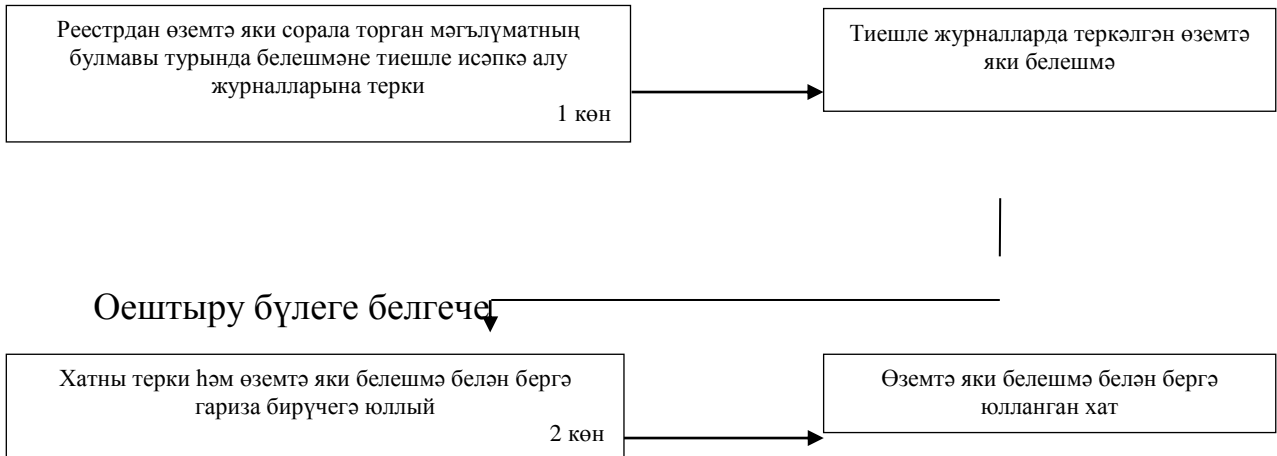 Реестрдан өземтә яки сорала торган мәгълүматның
булмавы турында белешмәне тиешле исәпкә алу
журналларына терки
1 көн
Тиешле журналларда теркәлгән өземтә
яки белешмә
Оештыру бүлеге белгече
Хатны терки һәм өземтә яки белешмә белән бергә
гариза бирүчегә юллый
2 көн
Өземтә яки белешмә белән бергә
юлланган хат